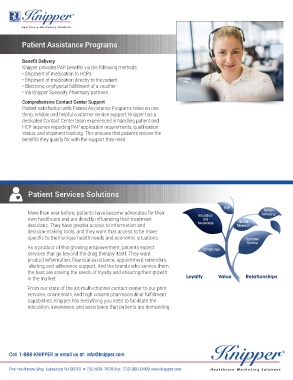 Knipper
Healthcare Marketing Solutions
Patient Assistance Programs
Benefit Delivery
Knipper provides PAP benefits via the following methods:
• Shipment of medication to HCPs
• Shipment of medication directly to the patient
• Electronic or physical fulfillment of a voucher
• Via Knipper Specialty Pharmacy partners
Comprehensive Contact Center Support
Patient satisfaction with Patient Assistance Programs relies on one
thing: reliable and helpful customer service support. Knipper has a
dedicated Contact Center team experienced in handling patient and
HCP inquiries regarding PAP application requirements, qualification
status, and shipment tracking. This ensures that patients receive the
benefits they qualify for with the support they need.
Patient Services Solutions
More than ever before, patients have become advocates for their
own healthcare and are directly influencing their treatment
decisions. They have greater access to information and
decision-making tools, and they want that access to be more
specific to their unique health needs and economic situations.
As a product of this growing empowerment, patients expect
services that go beyond the drug therapy itself. They want
product information, financial assistance, appointment reminders,
alerting and adherence support. And the brands who service them
the best are sowing the seeds of loyalty and ensuring their growth
in the market.
From our state of the art multi-channel contact center to our print
services, online tools, and high volume pharmaceutical fulfillment
capabilities, Knipper has everything you need to facilitate the
education, awareness, and assistance that patients are demanding.
PAP
Education
and
Awareness
Compliance
Loyalty
Value
Relationships
Call 1-888-KNIPPER or email us at: info@knipper.com
One Healthcare Way, Lakewood NJ 08701 • 732-905-7878 Fax: 732-905-0469 www.knipper.com
Knipper
Healthcare Marketing Solutions